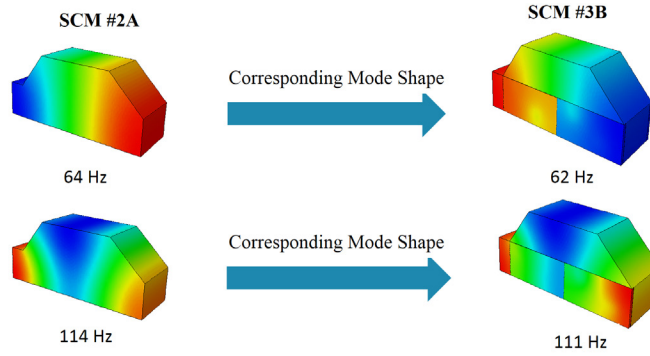 SCM #2A
SCM #3B
Corresponding Mode Shape
64 Hz
62 Hz
Corresponding Mode Shape
114 Hz
111 Hz